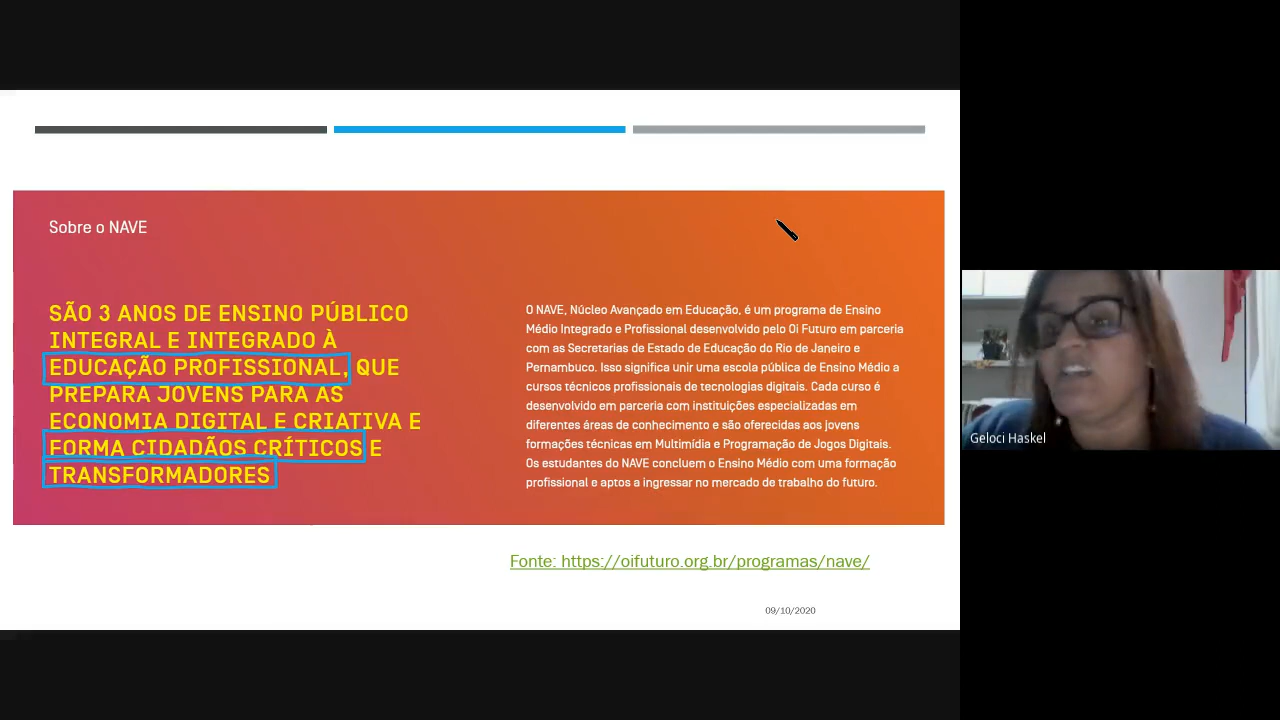 Sobre o NAVE
SÃO 3 ANOS DE ENSINO PÚBLICO
INTEGRAL E INTEGRADO À
EDUCAÇÃO PROFISSIONAL, QUE
PREPARA JOVENS PARA AS
ECONOMIA DIGITAL E CRIATIVA E
FORMA CIDADÃOS CRÍTICOS E
TRANSFORMADORES
O NAVE, Núcleo Avançado em Educação, é um programa de Ensino
Médio Integrado e Profissional desenvolvido pelo Oi Futuro em parceria
com as Secretarias de Estado de Educação do Rio de Janeiro e
Pernambuco. Isso significa unir uma escola pública de Ensino Médio a
cursos técnicos profissionais de tecnologias digitais. Cada curso é
desenvolvido em parceria com instituições especializadas em
diferentes áreas de conhecimento e são oferecidas aos jovens
formações técnicas em Multimídia e Programação de Jogos Digitais.
Os estudantes do NAVE concluem o Ensino Médio com uma formação
profissional e aptos a ingressar no mercado de trabalho do futuro.
Fonte: https://oifuturo.org.br/programas/nave/
09/10/2020
Geloci Haskel